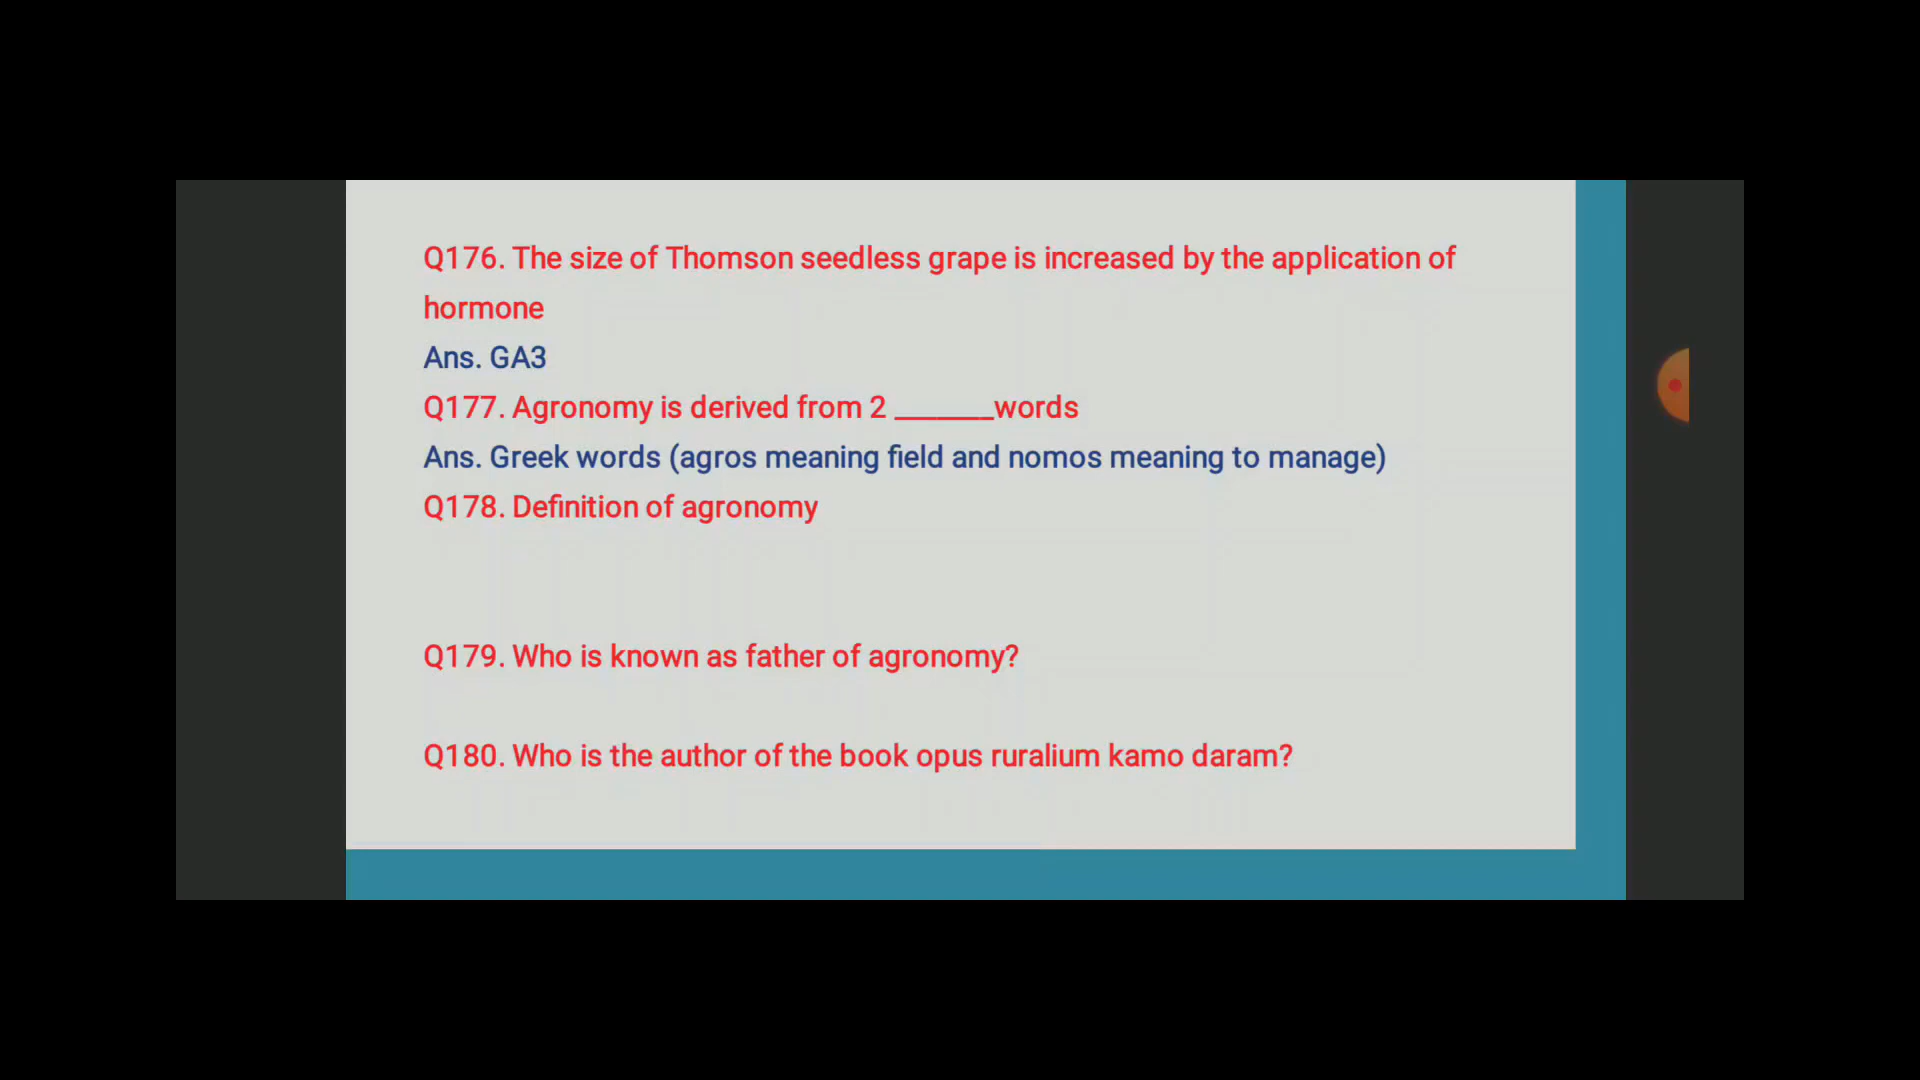 Q176. The size of Thomson seedless grape is increased by the application of
hormone
Ans. GA3
Q177. Agronomy is derived from 2 _______words
Ans. Greek words (agros meaning field and nomos meaning to manage)
Q178. Definition of agronomy
Q179. Who is known as father of agronomy?
Q180. Who is the author of the book opus ruralium kamo daram?